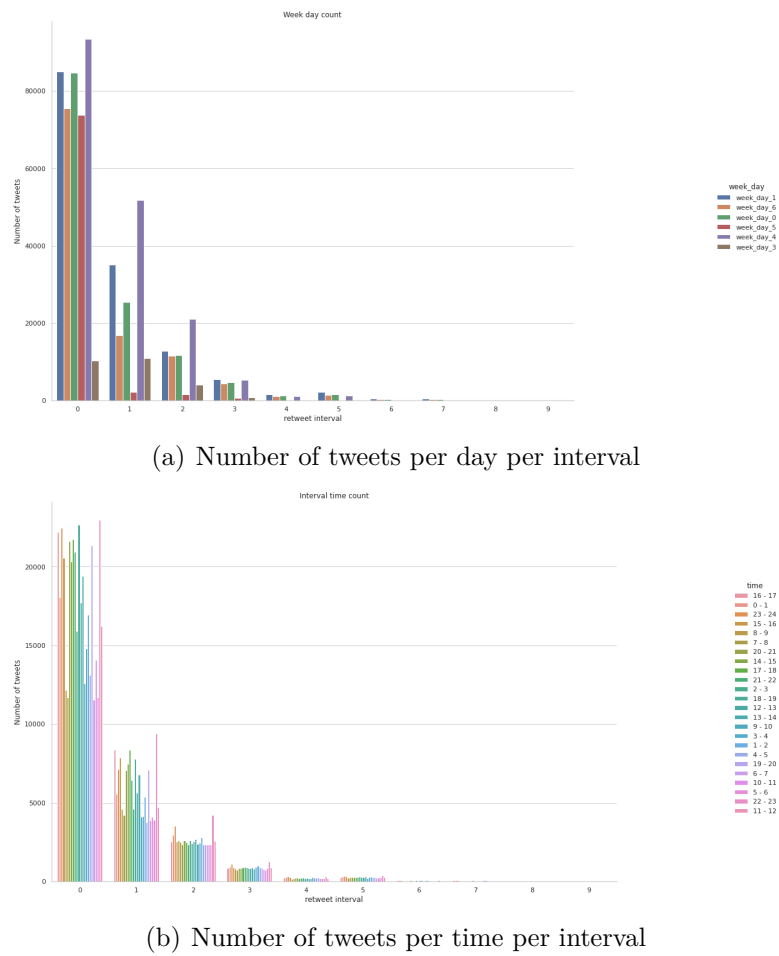 Week day count
Number of tweets
80000
60000
40000
20000
0
0 1 2 3 4 5 6 7 8 9
retweet interval
week_day
week_day_1
week_day_6
week_day_0
week_day_5
week_day_4
week_day_3
(a) Number of tweets per day per interval
Interval time count
Number of tweets
20000
15000
10000
5000
0
0 1 2 3 4 5 6 7 8 9
retweet interval
time
16 - 17
0 - 1
23 - 24
15 - 16
8 - 9
7 - 8
20 - 21
14 - 15
17 - 18
21 - 22
2 - 3
18 - 19
12 - 13
13 - 14
9 - 10
3 - 4
1 - 2
4 - 5
19 - 20
6 - 7
10 - 11
5 - 6
22 - 23
11 - 12
(b) Number of tweets per time per interval